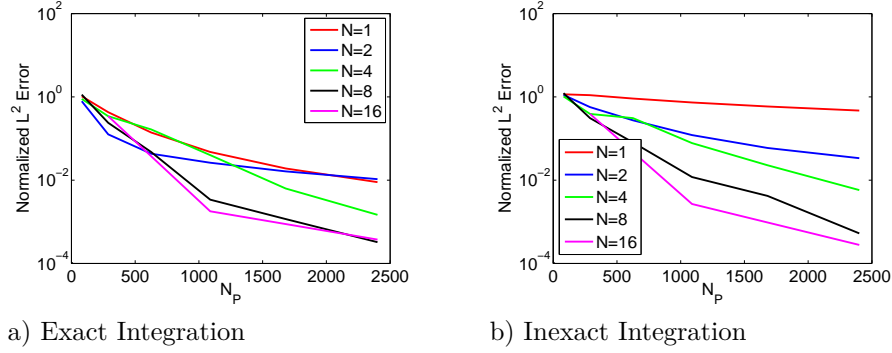 10^2
10^0
10^-2
10^-4
Normalized L^2 Error
0 500 1000 1500 2000 2500
N_P
N=1
N=2
N=4
N=8
N=16
a) Exact Integration
10^2
10^0
10^-2
10^-4
Normalized L^2 Error
0 500 1000 1500 2000 2500
N_P
N=1
N=2
N=4
N=8
N=16
b) Inexact Integration